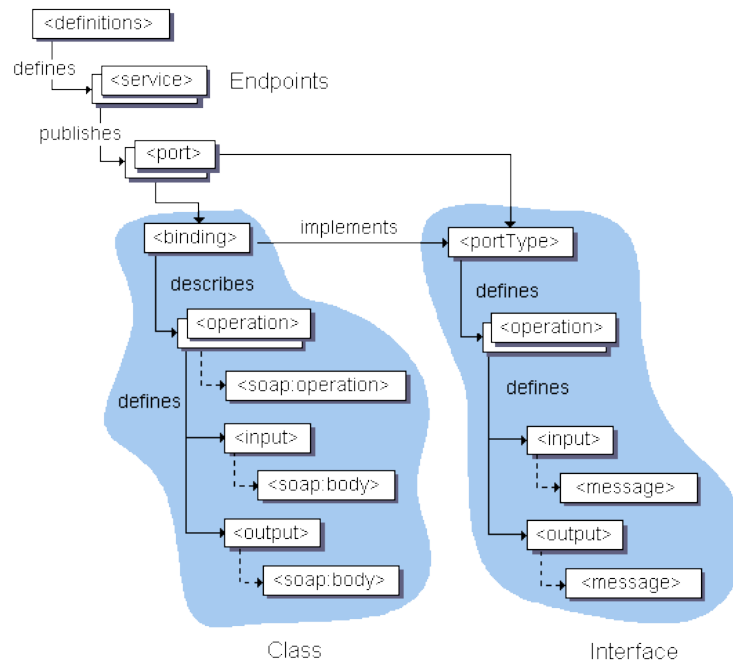 <definitions>
defines
<service>
Endpoints
publishes
<port>
<binding>
implements
<portType>
describes
defines
<operation>
<operation>
<soap:operation>
defines
defines
<input>
<input>
<soap:body>
<message>
<output>
<output>
<soap:body>
<message>
Class
Interface